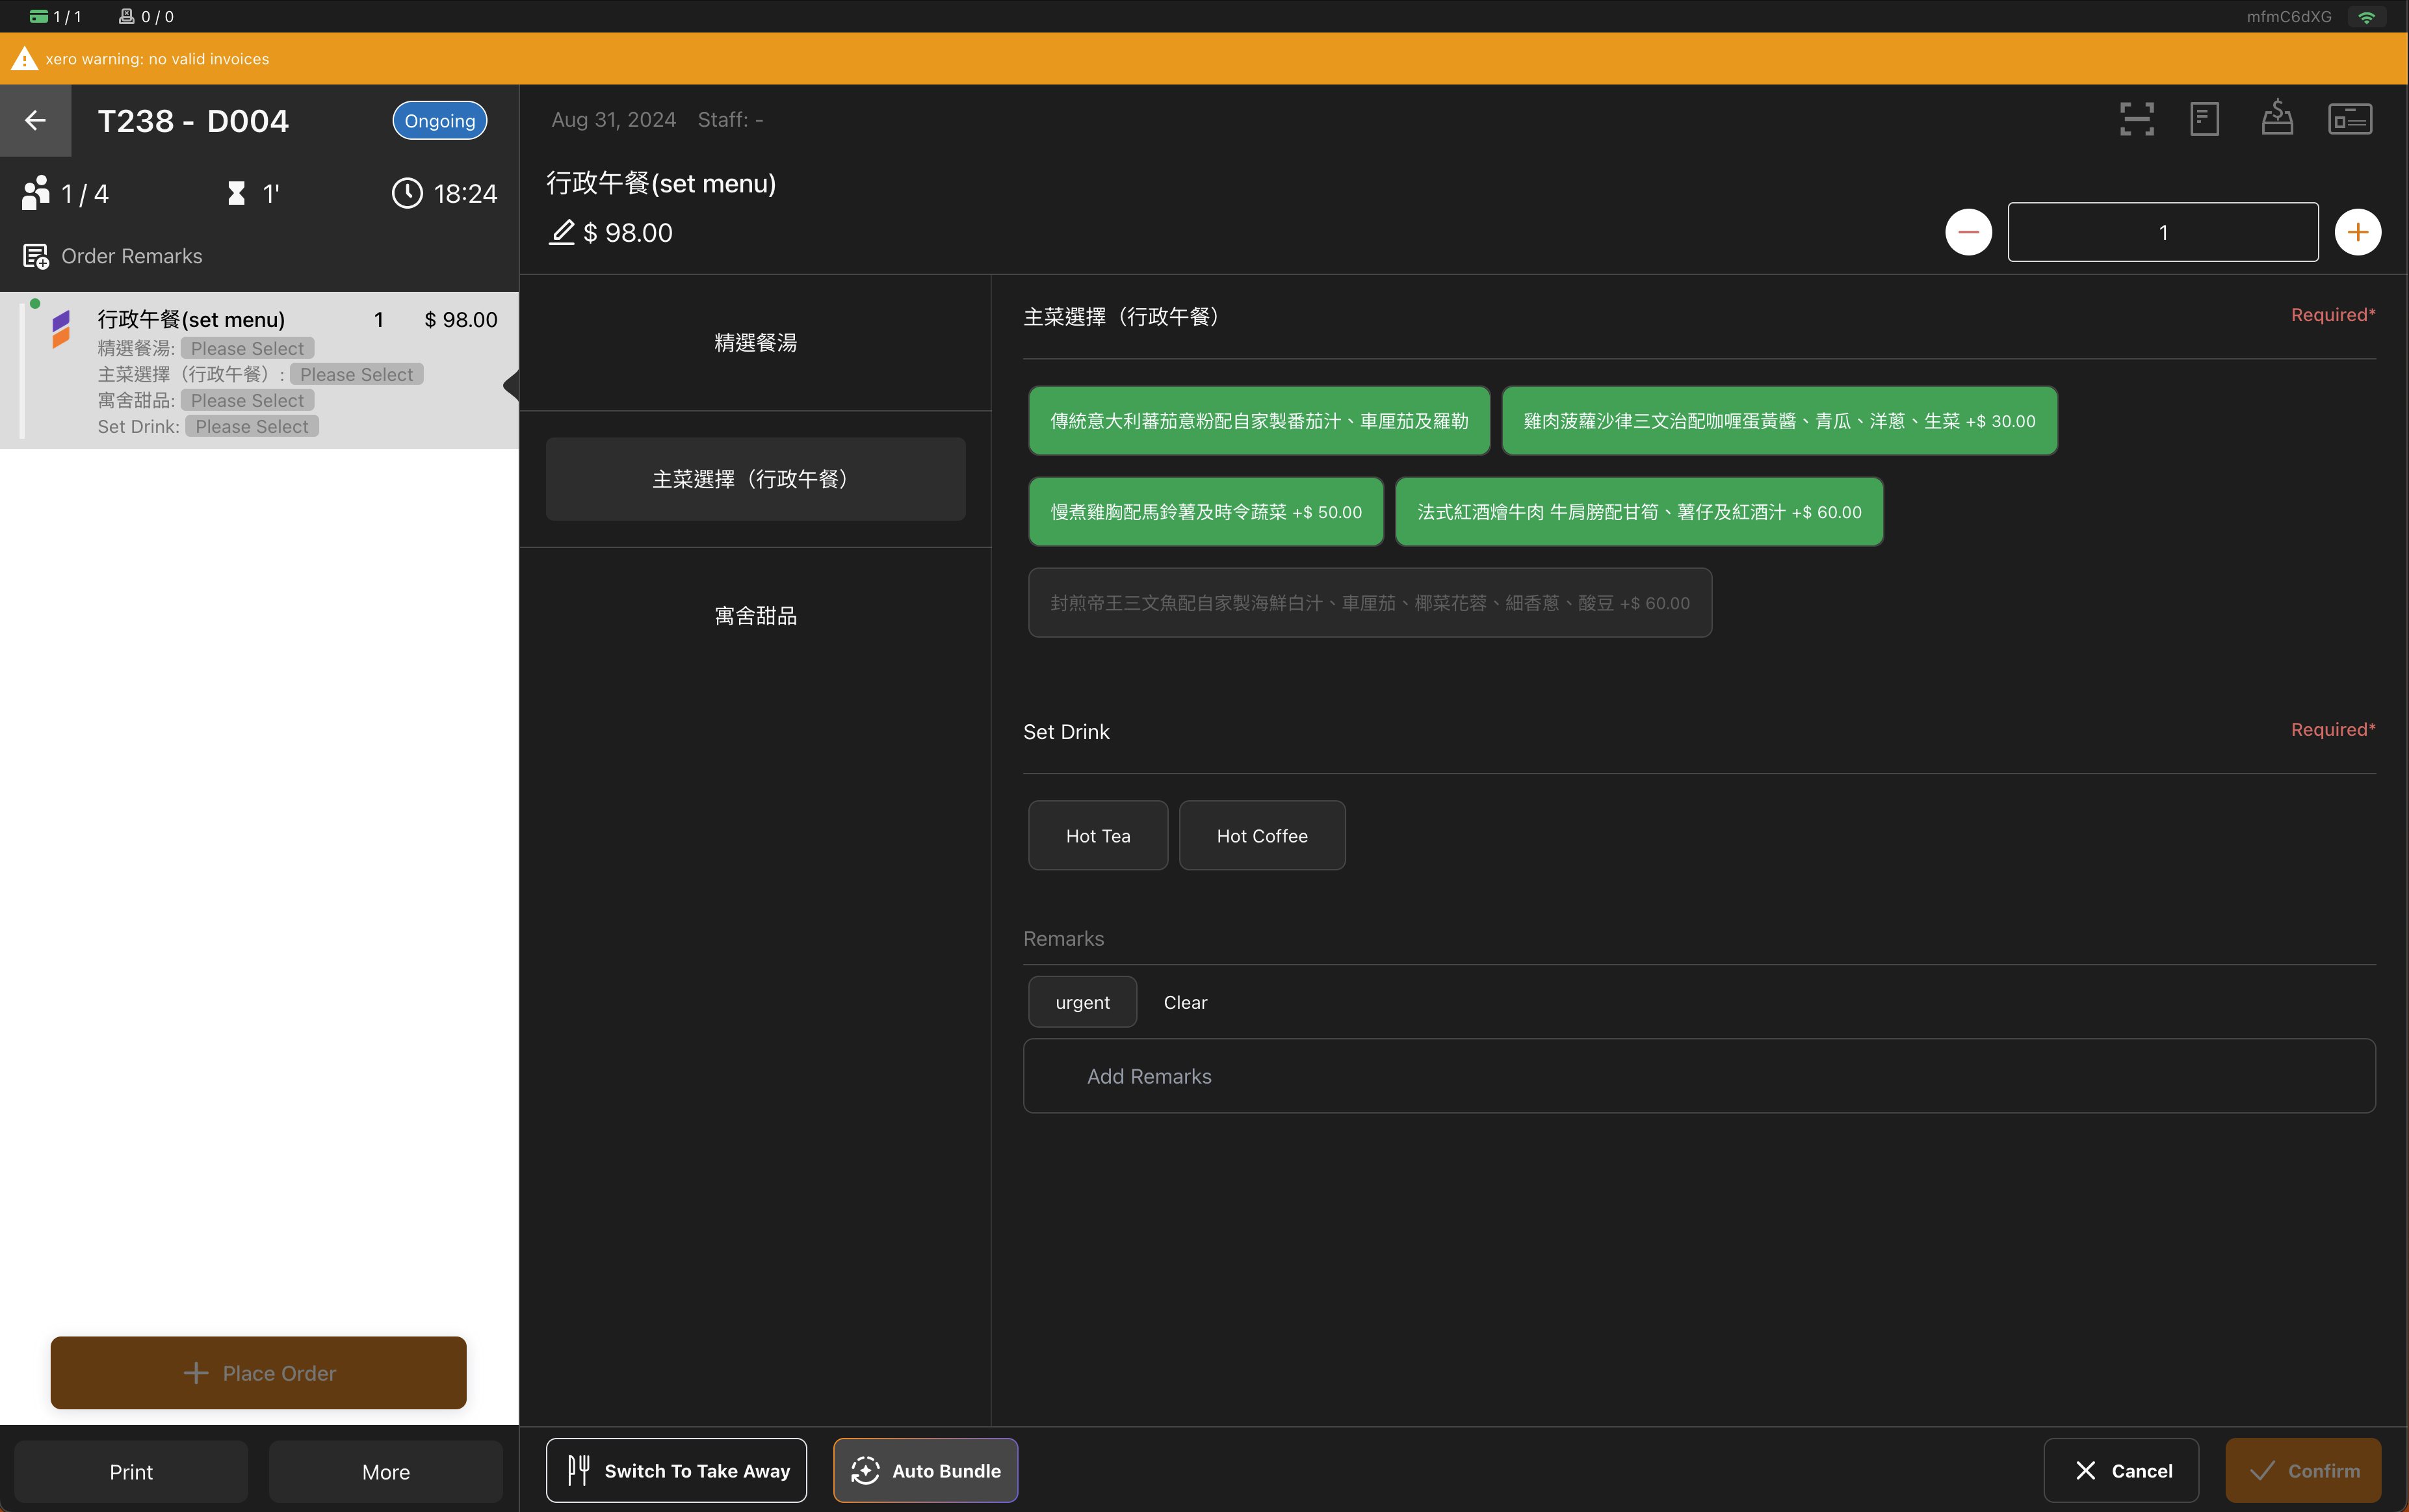 1 / 1
0 / 0
mfmC6dXG
xero warning: no valid invoices
T238 - D004
Ongoing
Aug 31, 2024 Staff: -
1 / 4
1'
18:24
Order Remarks
行政午餐(set menu)
$ 98.00
1
行政午餐(set menu) 1 $ 98.00
精選餐湯: Please Select
主菜選擇（行政午餐）: Please Select
寓舍甜品: Please Select
Set Drink: Please Select
精選餐湯
主菜選擇（行政午餐）
寓舍甜品
主菜選擇（行政午餐）
Required*
傳統意大利蕃茄意粉配自家製番茄汁、車厘茄及羅勒
雞肉菠蘿沙律三文治配咖喱蛋黃醬、青瓜、洋蔥、生菜 +$ 30.00
慢煮雞胸配馬鈴薯及時令蔬菜 +$ 50.00
法式紅酒燴牛肉 牛肩膀配甘筍、薯仔及紅酒汁 +$ 60.00
封煎帝王三文魚配自家製海鮮白汁、車厘茄、椰菜花蓉、細香蔥、酸豆 +$ 60.00
Set Drink
Required*
Hot Tea
Hot Coffee
Remarks
urgent
Clear
Add Remarks
Place Order
Print
More
Switch To Take Away
Auto Bundle
Cancel
Confirm